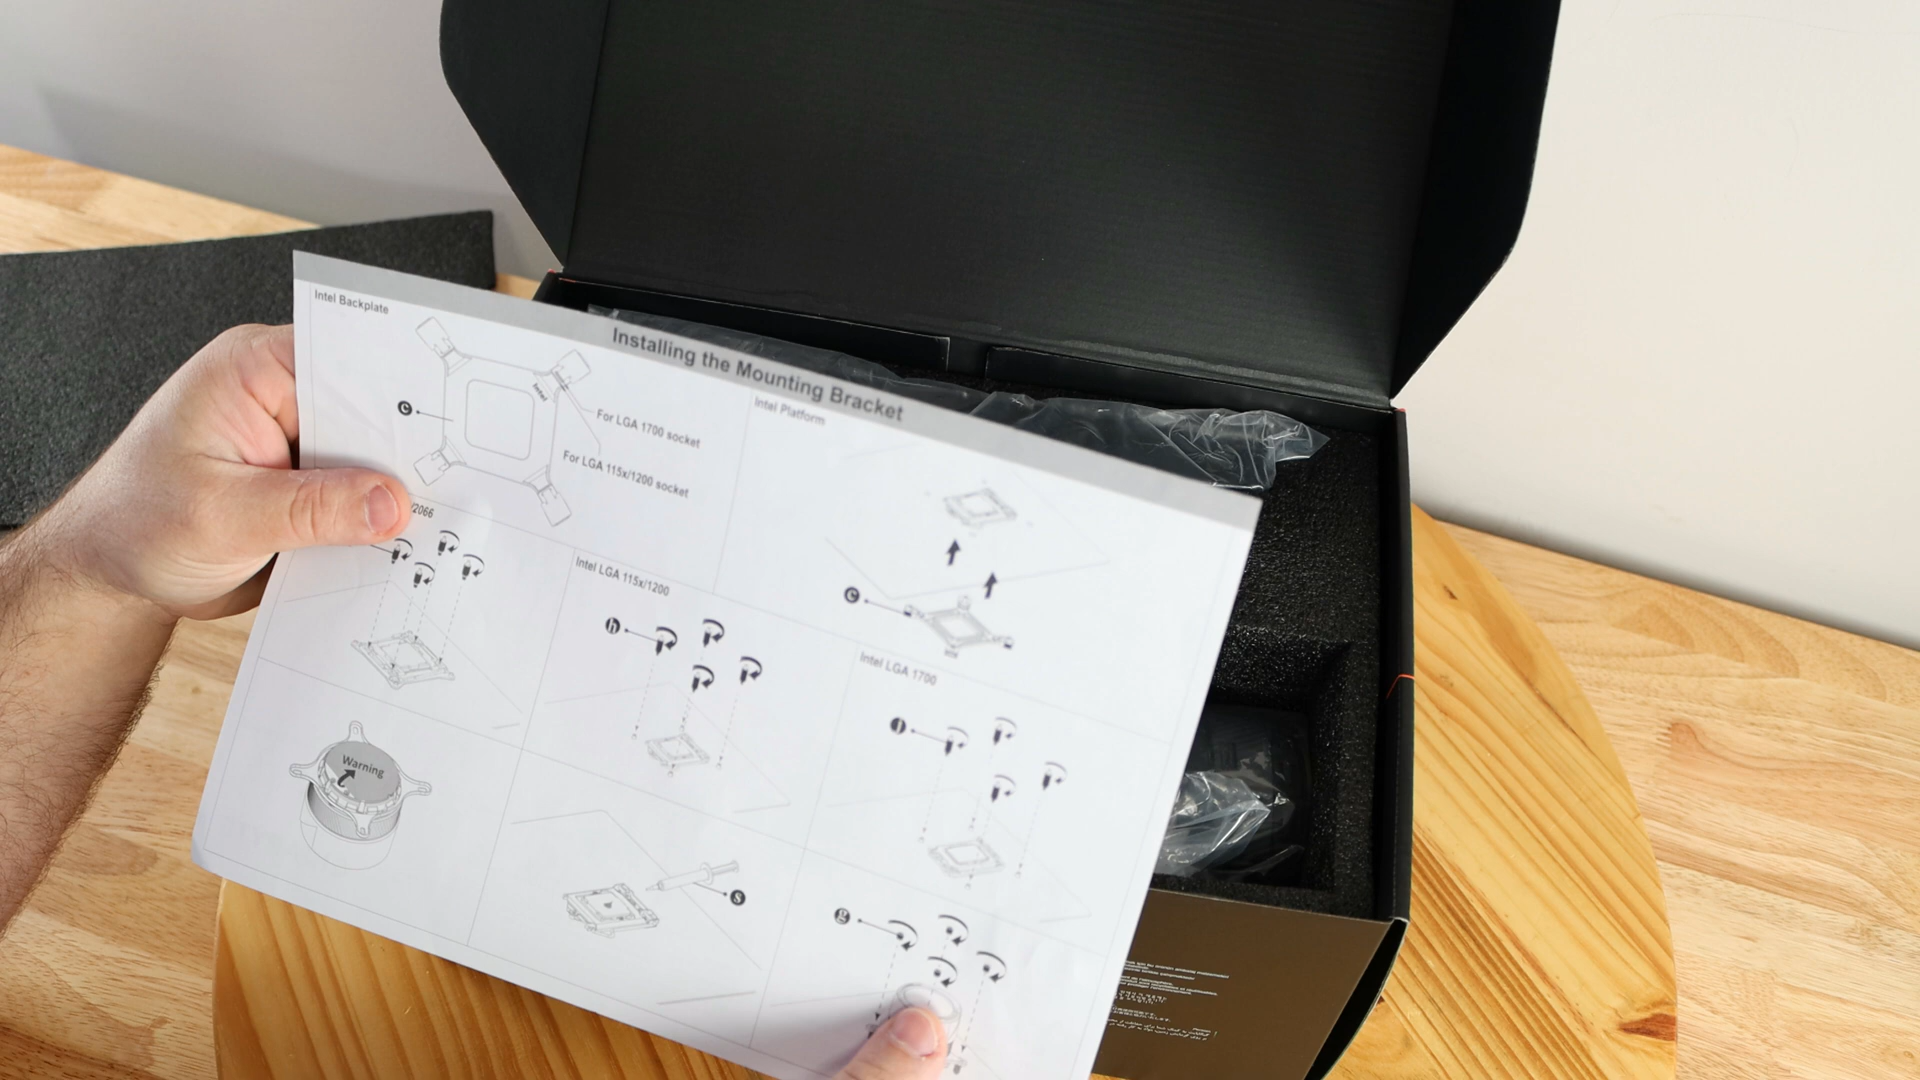 Installing the Mounting Bracket
Intel Backplate
intel
C
For LGA 1700 socket
For LGA 115x/1200 socket
Intel Platform
C
/2066
Intel LGA 115x/1200
h
Intel LGA 1700
j
Warning
s
g